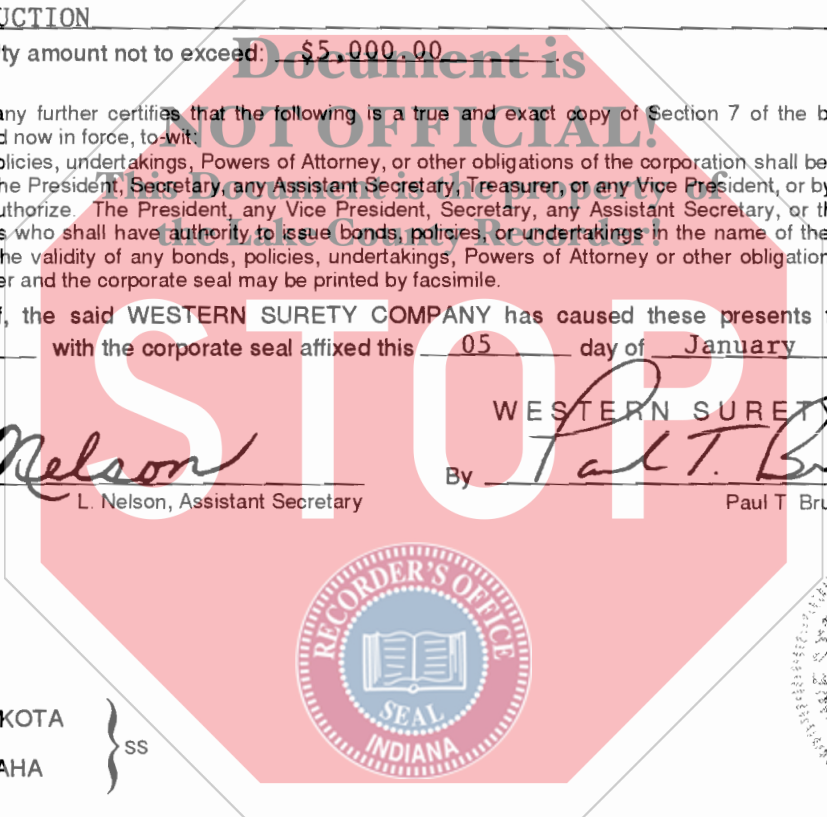 UCTION
ty amount not to exceed: $5,000.00.
Document is
any further certifies that the following is a true and exact copy of Section 7 of the b
NOT OFFICIAL!
d now in force, to-wit:
olicies, undertakings, Powers of Attorney, or other obligations of the corporation shall be
he President, Secretary, any Assistant Secretary, Treasurer, or any Vice President, or by
This Document is the property of
uthorize. The President, any Vice President, Secretary, any Assistant Secretary, or th
s who shall have authority to issue bonds, policies, or undertakings in the name of the
the Lake County Recorder!
he validity of any bonds, policies, undertakings, Powers of Attorney or other obligation
er and the corporate seal may be printed by facsimile.
f, the said WESTERN SURETY COMPANY has caused these presents
with the corporate seal affixed this 05 day of January
STOP
WESTERN SURETY
Nelson
By Paul T. Bru
L. Nelson, Assistant Secretary
Paul T Bru
RECORDER'S OFFICE
SEAL
INDIANA
KOTA
SS
AHA